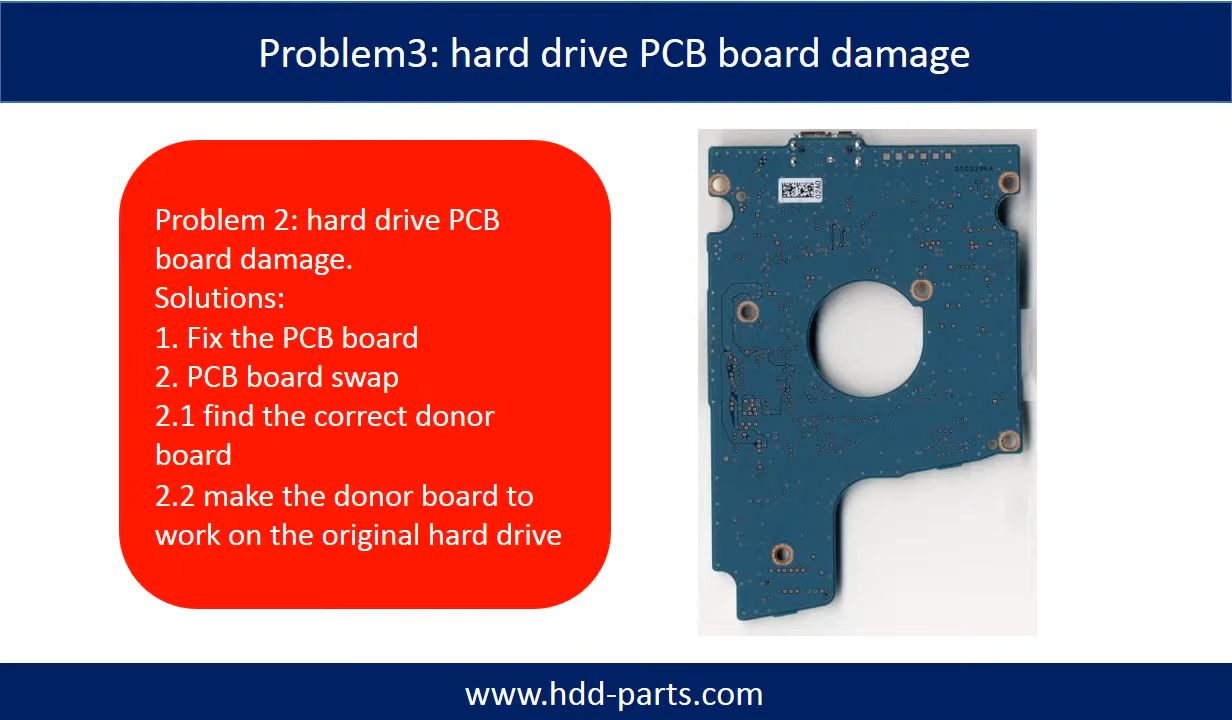 Problem3: hard drive PCB board damage
Problem 2: hard drive PCB
board damage.
Solutions:
1. Fix the PCB board
2. PCB board swap
2.1 find the correct donor
board
2.2 make the donor board to
work on the original hard drive
02A0
www.hdd-parts.com